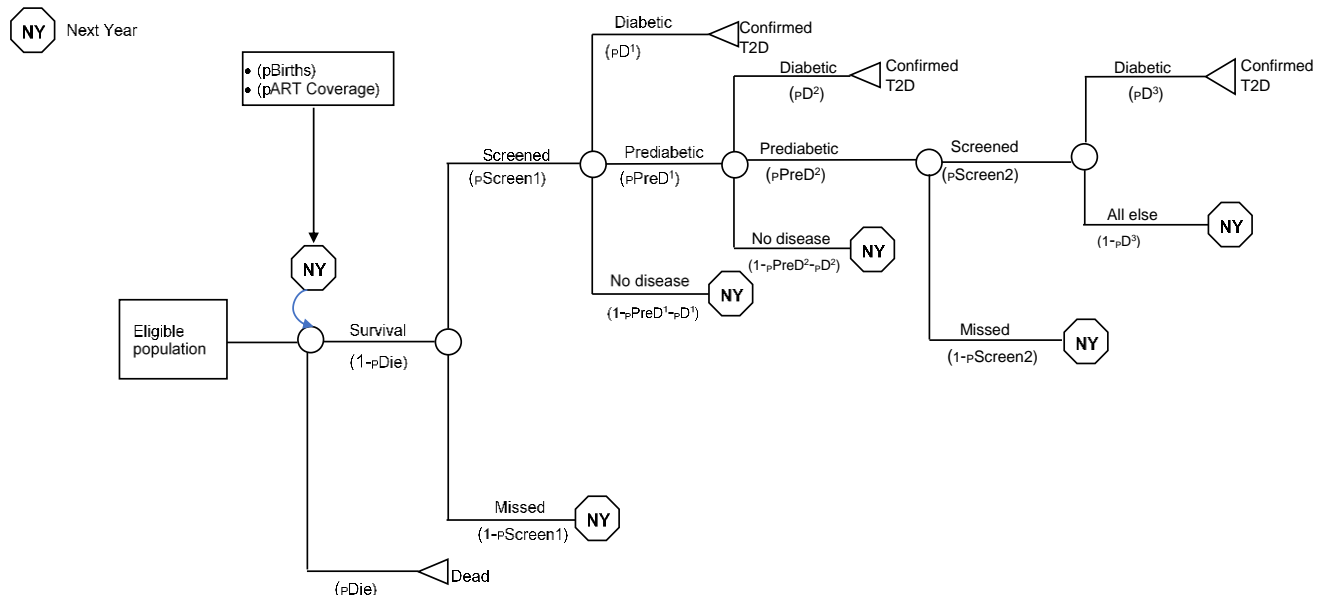 NY Next Year
• (pBirths)
• (pART Coverage)
NY
Eligible
population
Survival
(1-pDie)
(pDie)
Dead
Screened
(pScreen1)
Missed
(1-pScreen1)
NY
Diabetic
(pD¹)
Confirmed
T2D
Prediabetic
(pPreD¹)
No disease
(1-pPreD¹-pD¹)
NY
Diabetic
(pD²)
Confirmed
T2D
Prediabetic
(pPreD²)
No disease
(1-pPreD²-pD²)
NY
Screened
(pScreen2)
Missed
(1-pScreen2)
NY
Diabetic
(pD³)
Confirmed
T2D
All else
(1-pD³)
NY